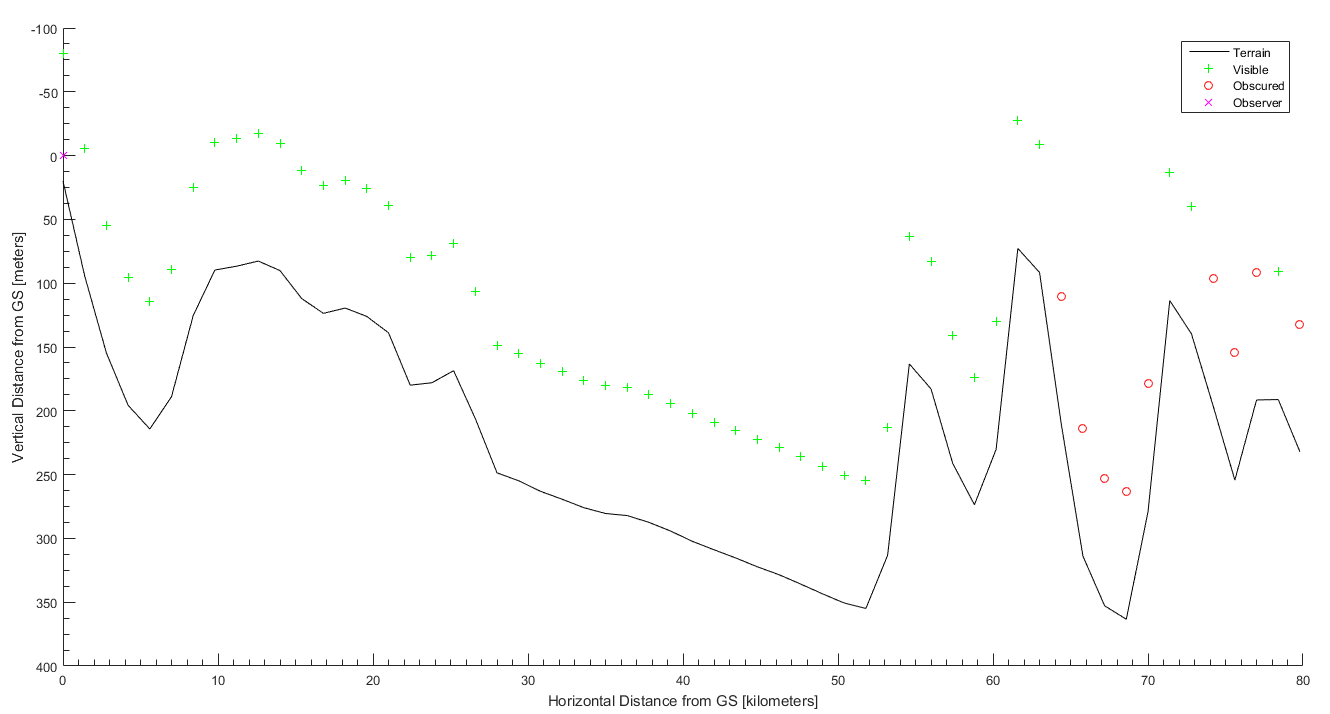 -100
-50
0
50
100
150
200
250
300
350
400
Vertical Distance from GS [meters]
0 10 20 30 40 50 60 70 80
Horizontal Distance from GS [kilometers]
Terrain
Visible
Obscured
Observer